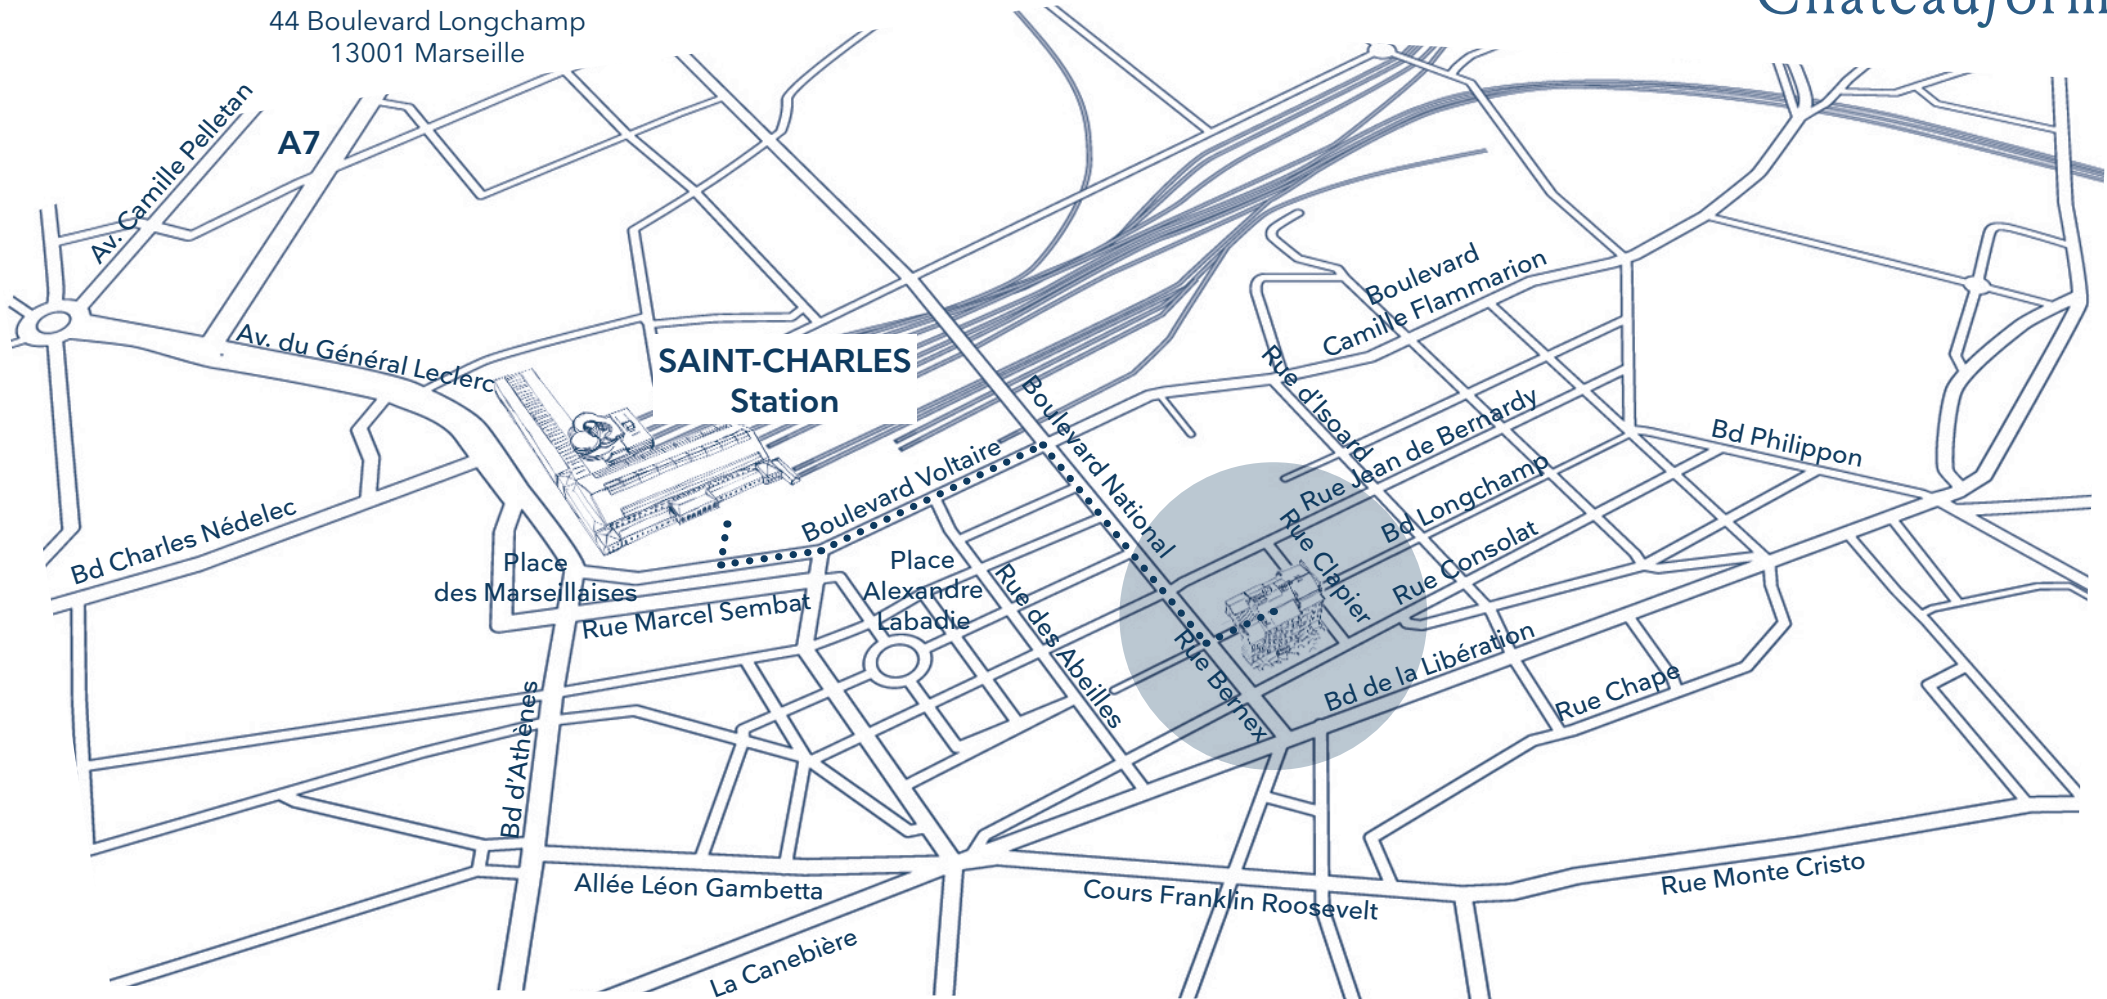 44 Boulevard Longchamp
13001 Marseille
Av. Camille Pelletan
A7
Av. du Général Leclerc
SAINT-CHARLES
Station
Boulevard
Camille Flammarion
Rue d'Isoard
Boulevard National
Boulevard Voltaire
Rue Jean de Bernardy
Bd Philippon
Bd Longchamp
Rue Clapier
Rue Consolat
Bd Charles Nédelec
Place
des Marseillaises
Place
Alexandre
Labadie
Rue Marcel Sembat
Rue des Abeilles
Rue Bernex
Bd de la Libération
Rue Chape
Bd d'Athènes
Allée Léon Gambetta
Cours Franklin Roosevelt
Rue Monte Cristo
La Canebière